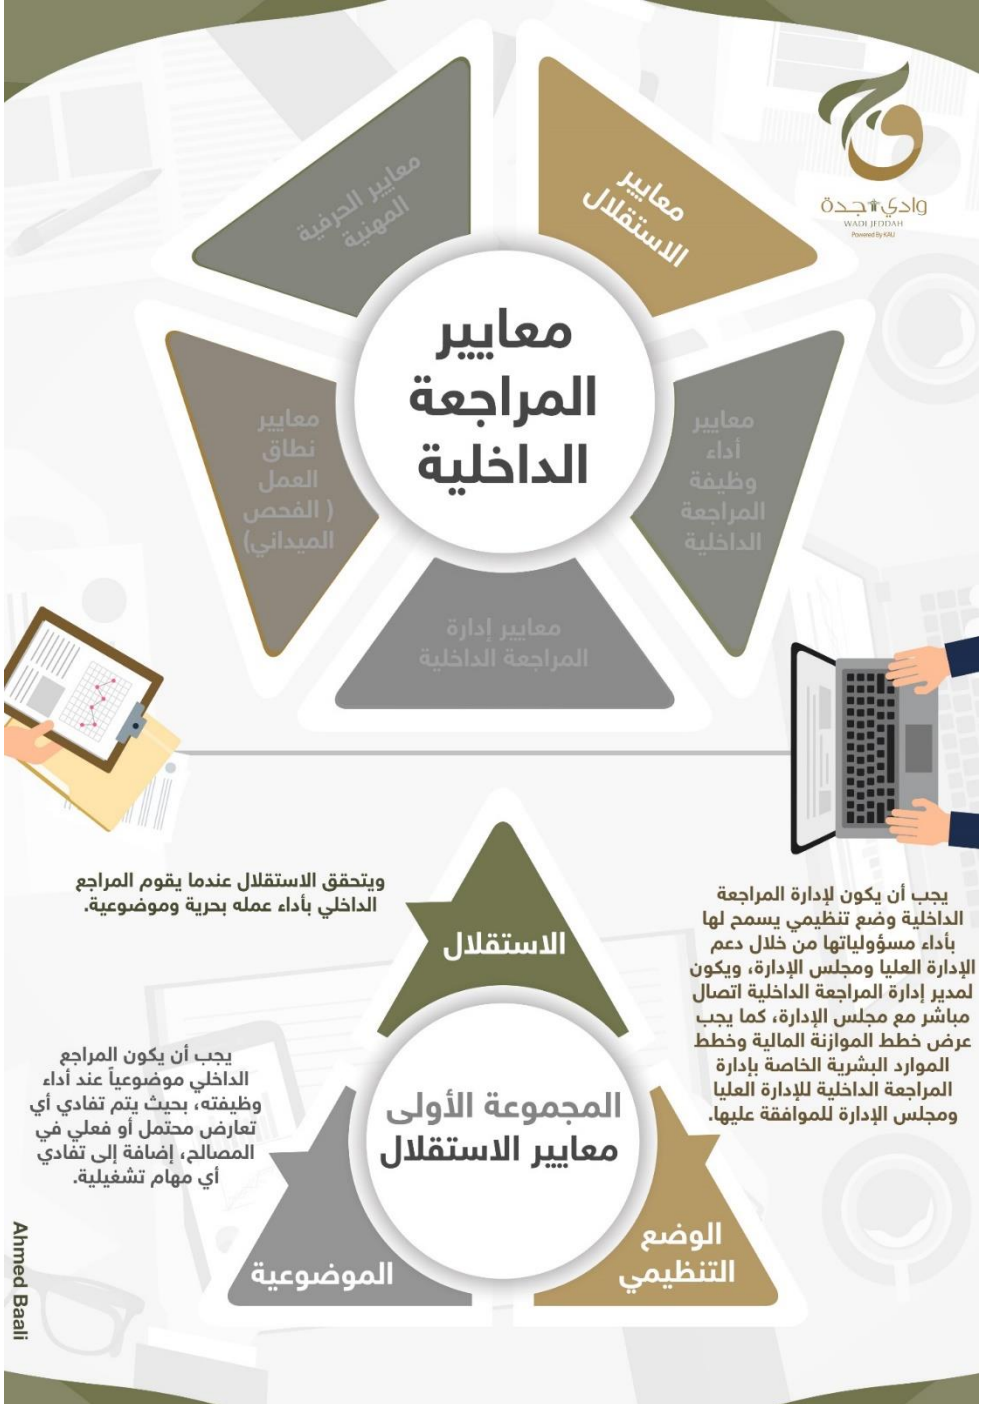 وادي جدة
WADI JEDDAH
Powered By KAU
معايير
الاستقلال
معايير الحرفية
المهنية
معايير
المراجعة
الداخلية
معايير
أداء
وظيفة
المراجعة
الداخلية
معايير
نطاق
العمل
( الفحص
الميداني)
معايير إدارة
المراجعة الداخلية
الاستقلال
ويتحقق الاستقلال عندما يقوم المراجع
الداخلي بأداء عمله بحرية وموضوعية.
المجموعة الأولى
معايير الاستقلال
الوضع
التنظيمي
يجب أن يكون لإدارة المراجعة
الداخلية وضع تنظيمي يسمح لها
بأداء مسؤولياتها من خلال دعم
الإدارة العليا ومجلس الإدارة، ويكون
لمدير إدارة المراجعة الداخلية اتصال
مباشر مع مجلس الإدارة، كما يجب
عرض خطط الموازنة المالية وخطط
الموارد البشرية الخاصة بإدارة
المراجعة الداخلية للإدارة العليا
ومجلس الإدارة للموافقة عليها.
الموضوعية
يجب أن يكون المراجع
الداخلي موضوعياً عند أداء
وظيفته، بحيث يتم تفادي أي
تعارض محتمل أو فعلي في
المصالح، إضافة إلى تفادي
أي مهام تشغيلية.
Ahmed Baali